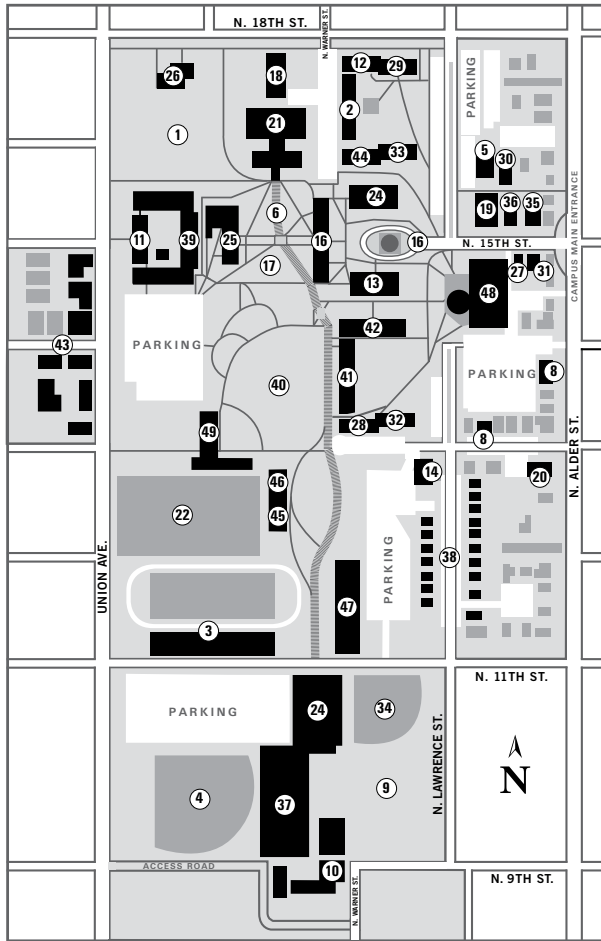 N. 18TH ST.
N. WARNER ST.
12
29
26
18
PARKING
2
21
1
5
30
44
33
24
6
19
36
35
CAMPUS MAIN ENTRANCE
11
39
25
16
16
N. 15TH ST.
17
27
31
13
48
42
43
PARKING
PARKING
8
41
40
49
28
32
8
14
20
N. ALDER ST.
46
22
45
PARKING
38
UNION AVE.
47
3
N. 11TH ST.
PARKING
24
34
N. LAWRENCE ST.
N
4
37
9
ACCESS ROAD
10
N. 9TH ST.
N. WARNER ST.